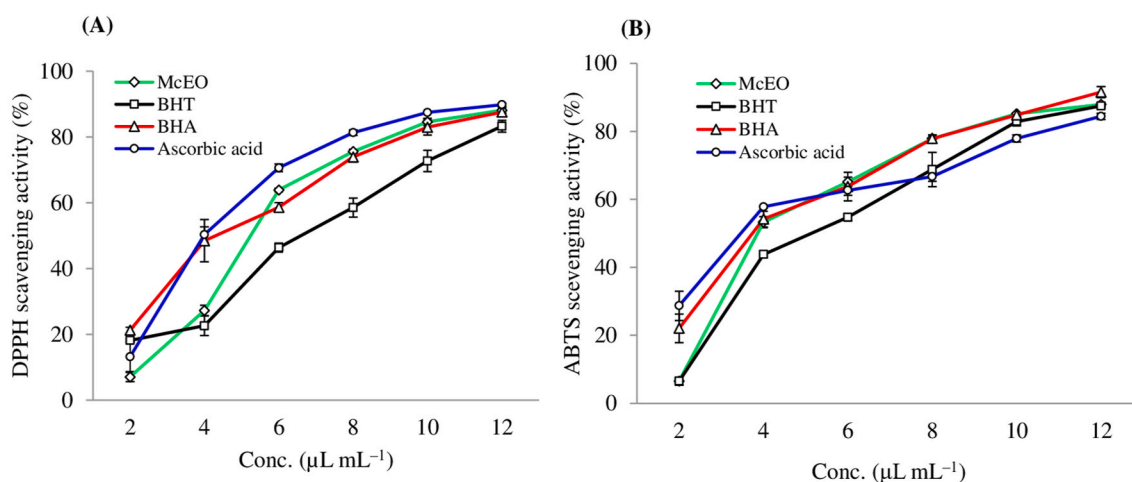 (A)
100
80
60
40
20
0
DPPH scavenging activity (%)
McEO
BHT
BHA
Ascorbic acid
2 4 6 8 10 12
Conc. (µL mL⁻¹)
(B)
100
80
60
40
20
0
ABTS scevenging activity (%)
McEO
BHT
BHA
Ascorbic acid
2 4 6 8 10 12
Conc. (µL mL⁻¹)